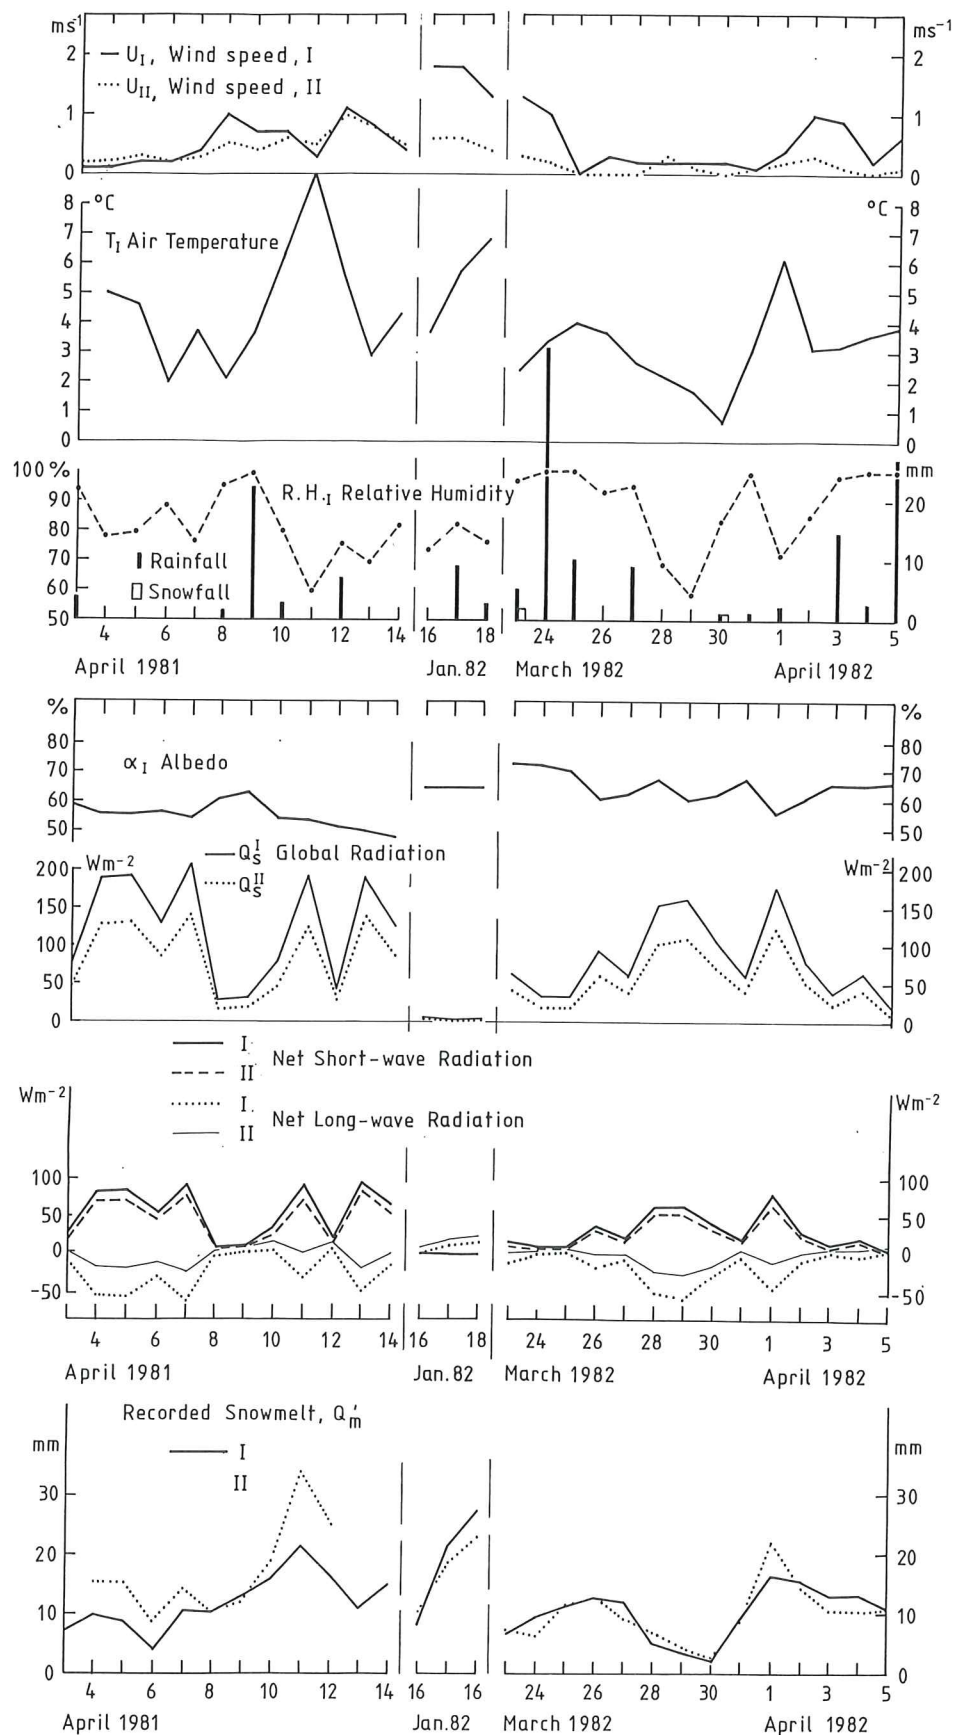 ms⁻¹ ms⁻¹
2 2
U_I, Wind speed, I
U_II, Wind speed, II
1 1
0 0
°C °C
8 8
7 7
T_I Air Temperature
6 6
5 5
4 4
3 3
2 2
1 1
0 0
100 % mm
R.H._I Relative Humidity
90
20
80
70
Rainfall
10
60
Snowfall
50 0
4 6 8 10 12 14 16 18 24 26 28 30 1 3 5
April 1981 Jan.82 March 1982 April 1982
% %
80 80
α_I Albedo
70 70
60 60
50 50
Wm⁻² Wm⁻²
Q_S^I Global Radiation
200 200
Q_S^II
150 150
100 100
50 50
0 0
I
Net Short-wave Radiation
II
Wm⁻² Wm⁻²
I.
Net Long-wave Radiation
II
100 100
50 50
0 0
-50 -50
4 6 8 10 12 14 16 18 24 26 28 30 1 3 5
April 1981 Jan.82 March 1982 April 1982
Recorded Snowmelt, Q'_m
mm mm
I
II
30 30
20 20
10 10
0 0
4 6 8 10 12 14 16 16 24 26 28 30 1 3 5
April 1981 Jan.82 March 1982 April 1982